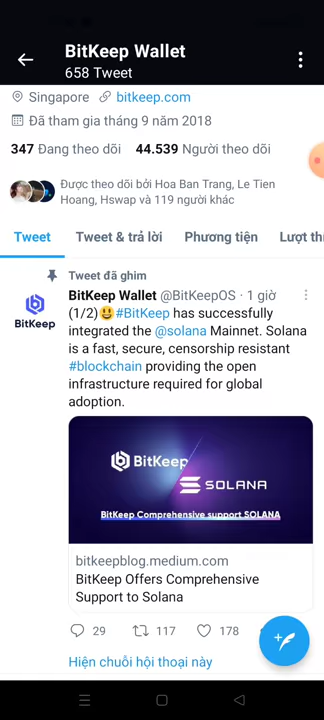 BitKeep Wallet
658 Tweet
Singapore bitkeep.com
Đã tham gia tháng 9 năm 2018
347 Đang theo dõi 44.539 Người theo dõi
Được theo dõi bởi Hoa Ban Trang, Le Tien
Hoang, Hswap và 119 người khác
Tweet Tweet & trả lời Phương tiện Lượt th
Tweet đã ghim
BitKeep Wallet @BitKeepOS · 1 giờ
(1/2)😃#BitKeep has successfully
integrated the @solana Mainnet. Solana
is a fast, secure, censorship resistant
#blockchain providing the open
infrastructure required for global
adoption.
BitKeep
BitKeep
SOLANA
BitKeep Comprehensive support SOLANA
bitkeepblog.medium.com
BitKeep Offers Comprehensive
Support to Solana
29 117 178
Hiện chuỗi hội thoại này